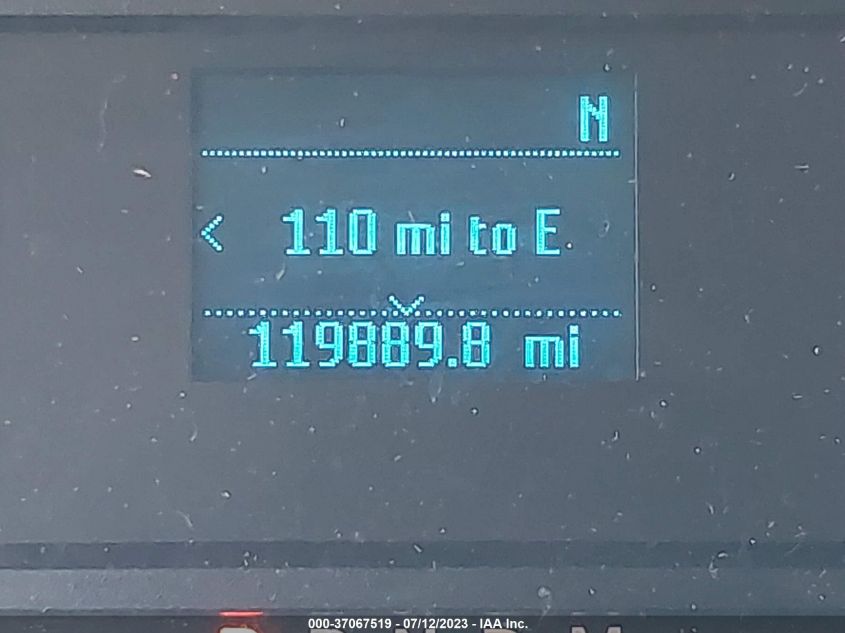 N
< 110 mi to E
119889.8 mi
000-37067519 - 07/12/2023 - IAA Inc.